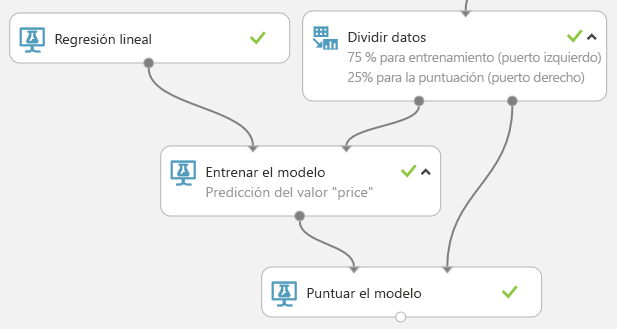 Regresión lineal
Dividir datos
75 % para entrenamiento (puerto izquierdo)
25% para la puntuación (puerto derecho)
Entrenar el modelo
Predicción del valor "price"
Puntuar el modelo